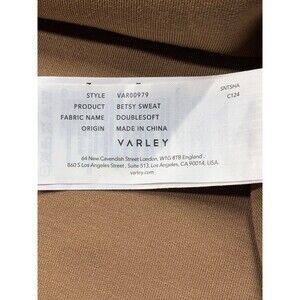 STYLE VAR00979
PRODUCT BETSY SWEAT
FABRIC NAME DOUBLESOFT
ORIGIN MADE IN CHINA
SNTSHA
C124
VARLEY
64 New Cavendish Street London, W1G 8TB England
860 S Los Angeles Street, Suite 513, Los Angeles, CA 90014, USA.
varley.com